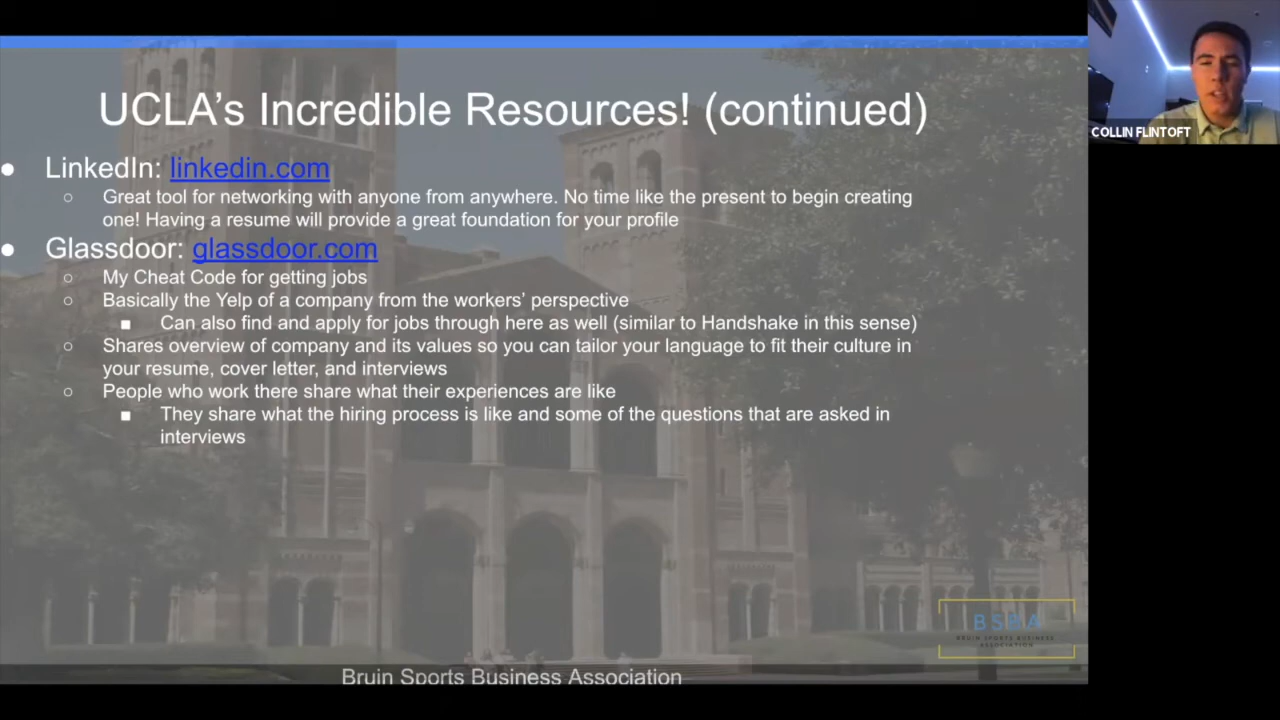 UCLA's Incredible Resources! (continued)
● LinkedIn: linkedin.com
○ Great tool for networking with anyone from anywhere. No time like the present to begin creating
one! Having a resume will provide a great foundation for your profile
● Glassdoor: glassdoor.com
○ My Cheat Code for getting jobs
○ Basically the Yelp of a company from the workers' perspective
■ Can also find and apply for jobs through here as well (similar to Handshake in this sense)
○ Shares overview of company and its values so you can tailor your language to fit their culture in
your resume, cover letter, and interviews
○ People who work there share what their experiences are like
■ They share what the hiring process is like and some of the questions that are asked in
interviews
BSBA
BRUIN SPORTS BUSINESS
ASSOCIATION
Bruin Sports Business Association
COLLIN FLINTOFT